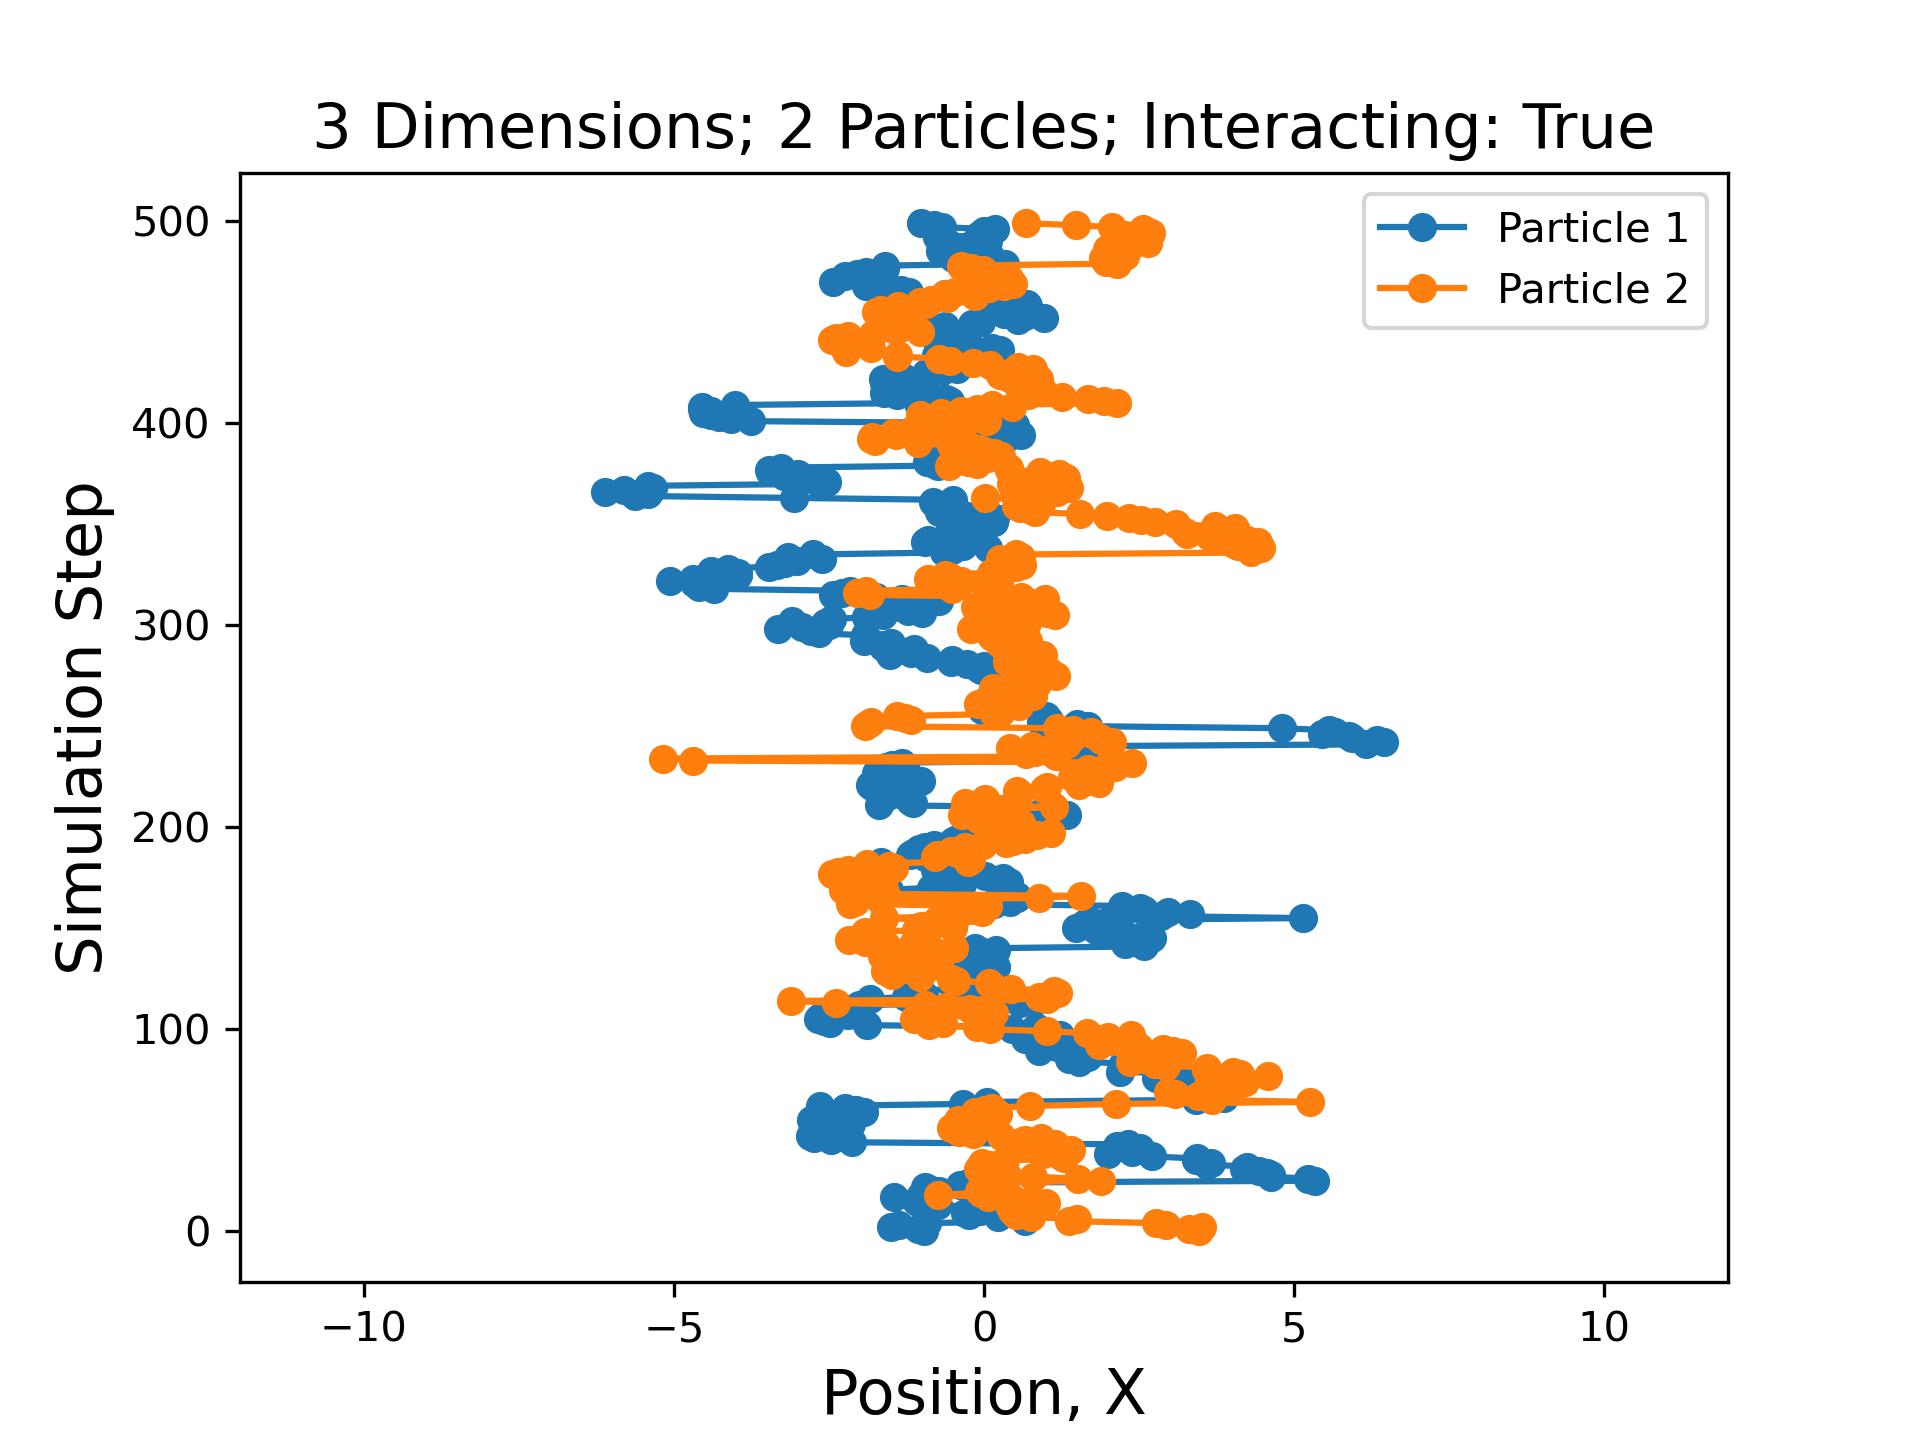 3 Dimensions; 2 Particles; Interacting: True
Particle 1
Particle 2
Simulation Step
500
400
300
200
100
0
−10
−5
0
5
10
Position, X